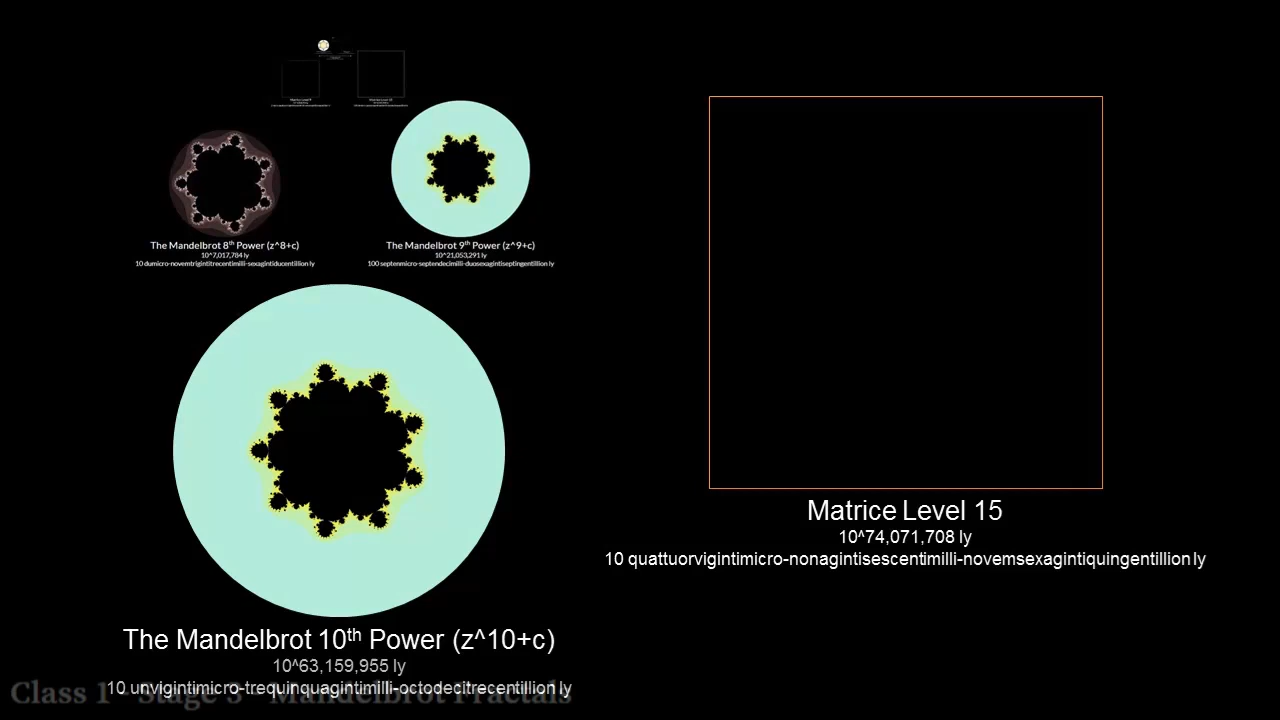 The Mandelbrot 8th Power (z^8+c)
10^7,017,784 ly
10 dumicro-novemtrigintitrecentimilli-sexagintiducentillion ly
The Mandelbrot 9th Power (z^9+c)
10^21,053,291 ly
100 septenmicro-septendecimilli-duosexagintiseptingentillion ly
Matrice Level 15
10^74,071,708 ly
10 quattuorvigintimicro-nonagintisescentimilli-novemsexagintiquingentillion ly
The Mandelbrot 10th Power (z^10+c)
10^63,159,955 ly
10 unvigintimicro-trequinquagintimilli-octodecitrecentillion ly
Class 1 - Stage 3 - Mandelbrot Fractals